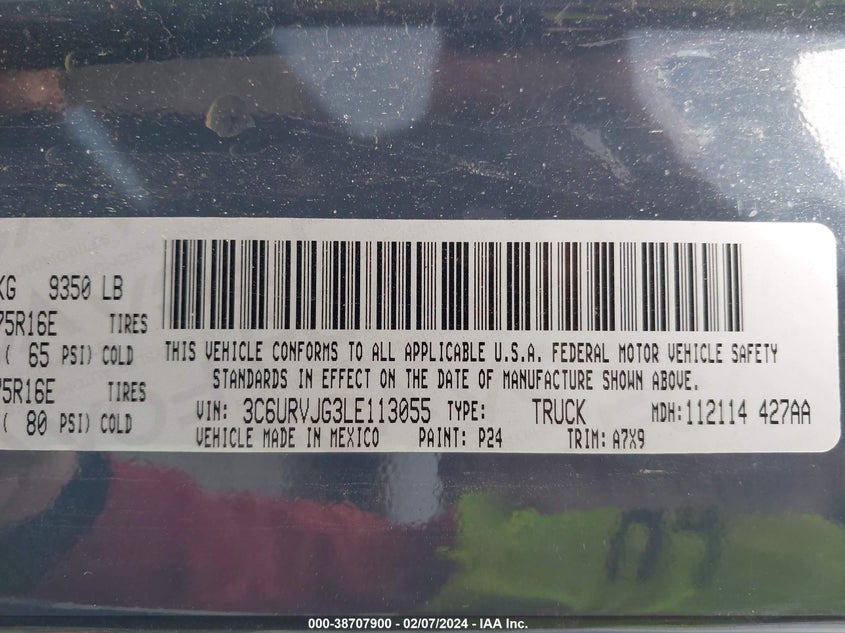 KG 9350 LB
75R16E TIRES
( 65 PSI) COLD
75R16E TIRES
( 80 PSI) COLD
THIS VEHICLE CONFORMS TO ALL APPLICABLE U.S.A. FEDERAL MOTOR VEHICLE SAFETY
STANDARDS IN EFFECT ON THE DATE OF MANUFACTURE SHOWN ABOVE.
VIN: 3C6URVJG3LE113055 TYPE: TRUCK MDH: 112114 427AA
VEHICLE MADE IN MEXICO PAINT: P24 TRIM: A7X9
000-38707900 - 02/07/2024 - IAA Inc.